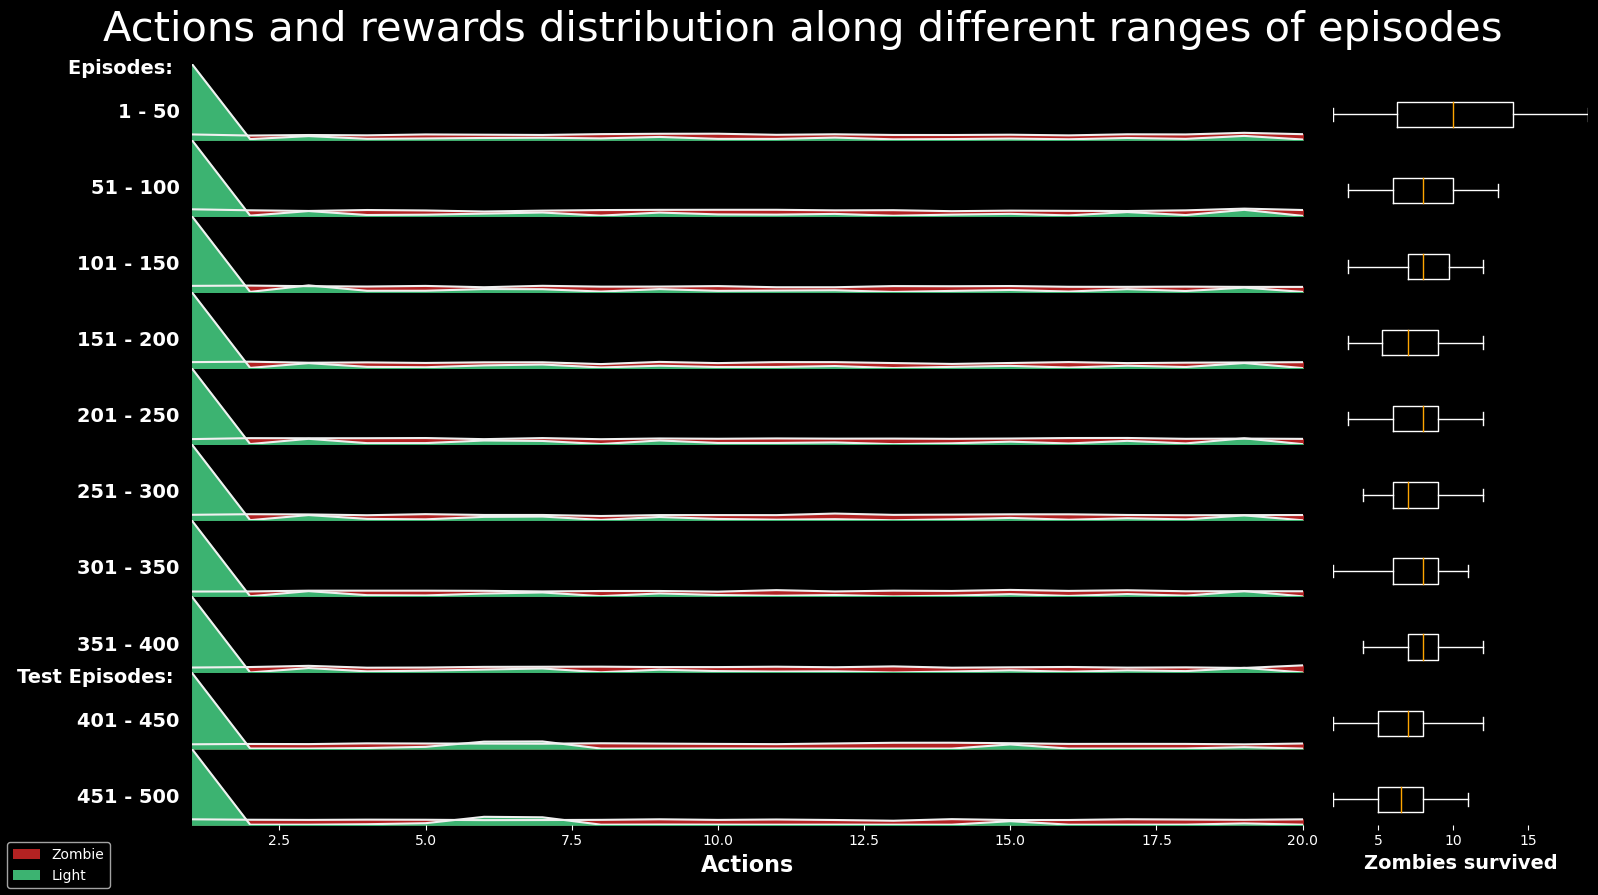 Actions and rewards distribution along different ranges of episodes
Episodes:
1 - 50
51 - 100
101 - 150
151 - 200
201 - 250
251 - 300
301 - 350
351 - 400
Test Episodes:
401 - 450
451 - 500
2.5 5.0 7.5 10.0 12.5 15.0 17.5 20.0 5 10 15
Actions
Zombies survived
Zombie
Light